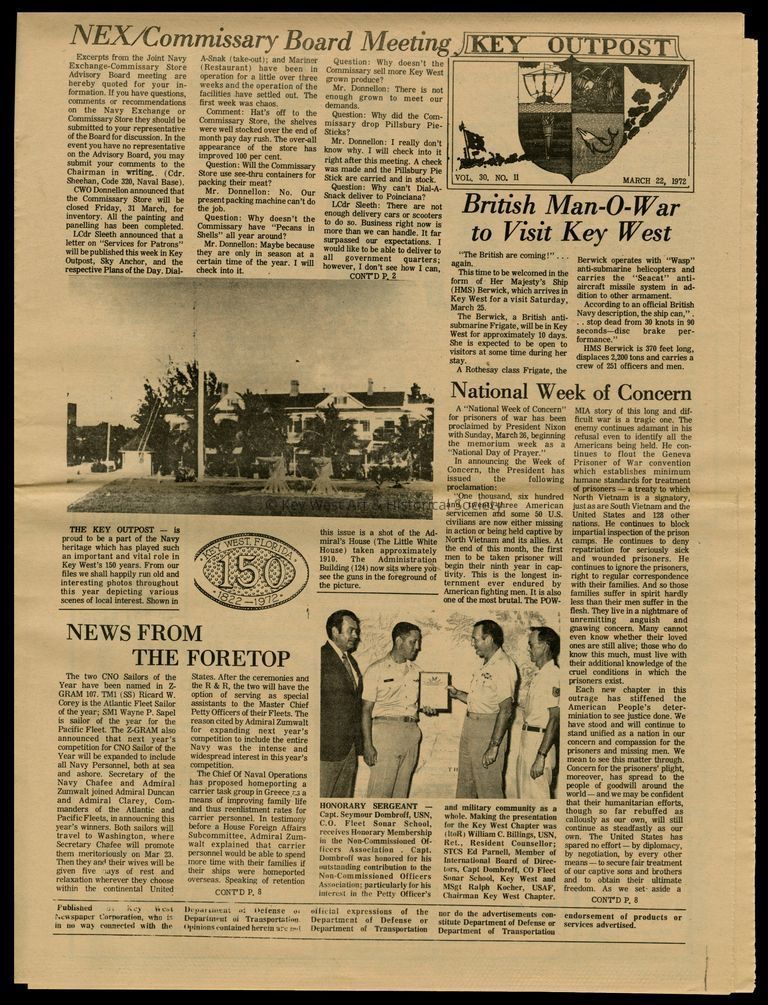 NEX/Commissary Board Meeting
Excerpts from the Joint Navy
Exchange-Commissary Store
Advisory Board meeting are
hereby quoted for your in-
formation. If you have questions,
comments or recommendations
on the Navy Exchange or
Commissary Store they should be
submitted to your representative
of the Board for discussion. In the
event you have no representative
on the Advisory Board, you may
submit your comments to the
Chairman in writing. (Cdr.
Sheehan, Code 320, Naval Base).
CWO Donnellon announced that
the Commissary Store will be
closed Friday, 31 March, for
inventory. All the painting and
panelling has been completed.
LCdr Sleeth announced that a
letter on "Services for Patrons"
will be published this week in Key
Outpost, Sky Anchor, and the
respective Plans of the Day. Dial-
A-Snak (take-out); and Mariner
(Restaurant) have been in
operation for a little over three
weeks and the operation of the
facilities have settled out. The
first week was chaos.
Comment: Hat's off to the
Commissary Store, the shelves
were well stocked over the end of
month pay day rush. The over-all
appearance of the store has
improved 100 per cent.
Question: Will the Commissary
Store use see-thru containers for
packing their meat?
Mr. Donnellon: No. Our
present packing machine can't do
the job.
Question: Why doesn't the
Commissary have "Pecans in
Shells" all year around?
Mr. Donnellon: Maybe because
they are only in season at a
certain time of the year. I will
check into it.
Question: Why doesn't the
Commissary sell more Key West
grown produce?
Mr. Donnellon: There is not
enough grown to meet our
demands.
Question: Why did the Com-
missary drop Pillsbury Pie-
Sticks?
Mr. Donnellon: I really don't
know why. I will check into it
right after this meeting. A check
was made and the Pillsbury Pie
Stick are carried and in stock.
Question: Why can't Dial-A-
Snack deliver to Poinciana?
LCdr Sleeth: There are not
enough delivery cars or scooters
to do so. Business right now is
more than we can handle. It far
surpassed our expectations. I
would like to be able to deliver to
all government quarters;
however, I don't see how I can,
CONT'D P. 2
KEY OUTPOST
VOL. 30, NO. 11
MARCH 22, 1972
British Man-O-War
to Visit Key West
"The British are coming!" . . .
again.
This time to be welcomed in the
form of Her Majesty's Ship
(HMS) Berwick, which arrives in
Key West for a visit Saturday,
March 25.
The Berwick, a British anti-
submarine Frigate, will be in Key
West for approximately 10 days.
She is expected to be open to
visitors at some time during her
stay.
A Rothesay class Frigate, the
Berwick operates with "Wasp"
anti-submarine helicopters and
carries the "Seacat" anti-
aircraft missile system in ad-
dition to other armament.
According to an official British
Navy description, the ship can,"
. . stop dead from 30 knots in 90
seconds—disc brake per-
formance."
HMS Berwick is 370 feet long,
displaces 2,200 tons and carries a
crew of 251 officers and men.
National Week of Concern
A "National Week of Concern"
for prisoners of war has been
proclaimed by President Nixon
with Sunday, March 26, beginning
the memorium week as a
"National Day of Prayer."
In announcing the Week of
Concern, the President has
issued the following
proclamation:
"One thousand, six hundred
three American
servicemen and some 50 U.S.
civilians are now either missing
in action or being held captive by
North Vietnam and its allies. At
the end of this month, the first
men to be taken prisoner will
begin their ninth year in cap-
tivity. This is the longest in-
ternment ever endured by
American fighting men. It is also
one of the most brutal. The POW-
MIA story of this long and dif-
ficult war is a tragic one. The
enemy continues adamant in his
refusal even to identify all the
Americans being held. He con-
tinues to flout the Geneva
Prisoner of War convention
which establishes minimum
humane standards for treatment
of prisoners — a treaty to which
North Vietnam is a signatory,
just as are South Vietnam and the
United States and 128 other
nations. He continues to block
impartial inspection of the prison
camps. He continues to deny
repatriation for seriously sick
and wounded prisoners. He
continues to ignore the prisoners,
right to regular correspondence
with their families. And so those
families suffer in spirit hardly
less than their men suffer in the
flesh. They live in a nightmare of
unremitting anguish and
gnawing concern. Many cannot
even know whether their loved
ones are still alive; those who do
know this much, must live with
their additional knowledge of the
cruel conditions in which the
prisoners exist.
Each new chapter in this
outrage has stiffened the
American People's deter-
miniation to see justice done. We
have stood and will continue to
stand unified as a nation in our
concern and compassion for the
prisoners and missing men. We
mean to see this matter through.
Concern for the prisoners' plight,
moreover, has spread to the
people of goodwill around the
world — and we may be confident
that their humanitarian efforts,
though so far rebuffed as
callously as our own, will still
continue as steadfastly as our
own. The United States has
spared no effort — by diplomacy,
by negotiation, by every other
means — to secure fair treatment
of our captive sons and brothers
and to obtain their ultimate
freedom. As we set aside a
CONT'D P. 8
© Key West Art & Historical Society
THE KEY OUTPOST — is
proud to be a part of the Navy
heritage which has played such
an important and vital role in
Key West's 150 years. From our
files we shall happily run old and
interesting photos throughout
this year depicting various
scenes of local interest. Shown in
KEY WEST, FLORIDA
150
1822-1972
this issue is a shot of the Ad-
miral's House (The Little White
House) taken approximately
1910. The Administration
Building (124) now sits where you
see the guns in the foreground of
the picture.
NEWS FROM
THE FORETOP
The two CNO Sailors of the
Year have been named in Z-
GRAM 107. TM1 (SS) Ricard W.
Corey is the Atlantic Fleet Sailor
of the year; SM1 Wayne P. Sapel
is sailor of the year for the
Pacific Fleet. The Z-GRAM also
announced that next year's
competition for CNO Sailor of the
Year will be expanded to include
all Navy Personnel, both at sea
and ashore. Secretary of the
Navy Chafee and Admiral
Zumwalt joined Admiral Duncan
and Admiral Clarey, Com-
manders of the Atlantic and
Pacific Fleets, in announcing this
year's winners. Both sailors will
travel to Washington, where
Secretary Chafee will promote
them meritoriously on Mar 23.
Then they and their wives will be
given five days of rest and
relaxation wherever they choose
within the continental United
States. After the ceremonies and
the R & R, the two will have the
option of serving as special
assistants to the Master Chief
Petty Officers of their Fleets. The
reason cited by Admiral Zumwalt
for expanding next year's
competition to include the entire
Navy was the intense and
widespread interest in this year's
competition.
The Chief Of Naval Operations
has proposed homeporting a
carrier task group in Greece as a
means of improving family life
and thus reenlistment rates for
carrier personnel. In testimony
before a House Foreign Affairs
Subcommittee, Admiral Zum-
walt explained that carrier
personnel would be able to spend
more time with their families if
their ships were homeported
overseas. Speaking of retention
CONT'D P. 8
HONORARY SERGEANT —
Capt. Seymour Dombroff, USN,
C.O. Fleet Sonar School,
receives Honorary Membership
in the Non-Commissioned Of-
ficers Association . Capt.
Dombroff was honored for his
oustanding contribution to the
Non-Commissioned Officers
Association; particularly for his
interest in the Petty Officer's
and military community as a
whole. Making the presentation
for the Key West Chapter was
(ltoR) William C. Billings, USN,
Ret., Resident Counsellor;
STCS Ed Parnell, Member of
International Board of Direc-
tors, Capt Dombroff, CO Fleet
Sonar School, Key West and
MSgt Ralph Kocher, USAF,
Chairman Key West Chapter.
Published by Key West
Newspaper Corporation, who is
in no way connected with the
Department of Defense or
Department of Transportation.
Opinions contained herein are not
official expressions of the
Department of Defense or
Department of Transportation
nor do the advertisements con-
stitute Department of Defense or
Department of Transportation
endorsement of products or
services advertised.